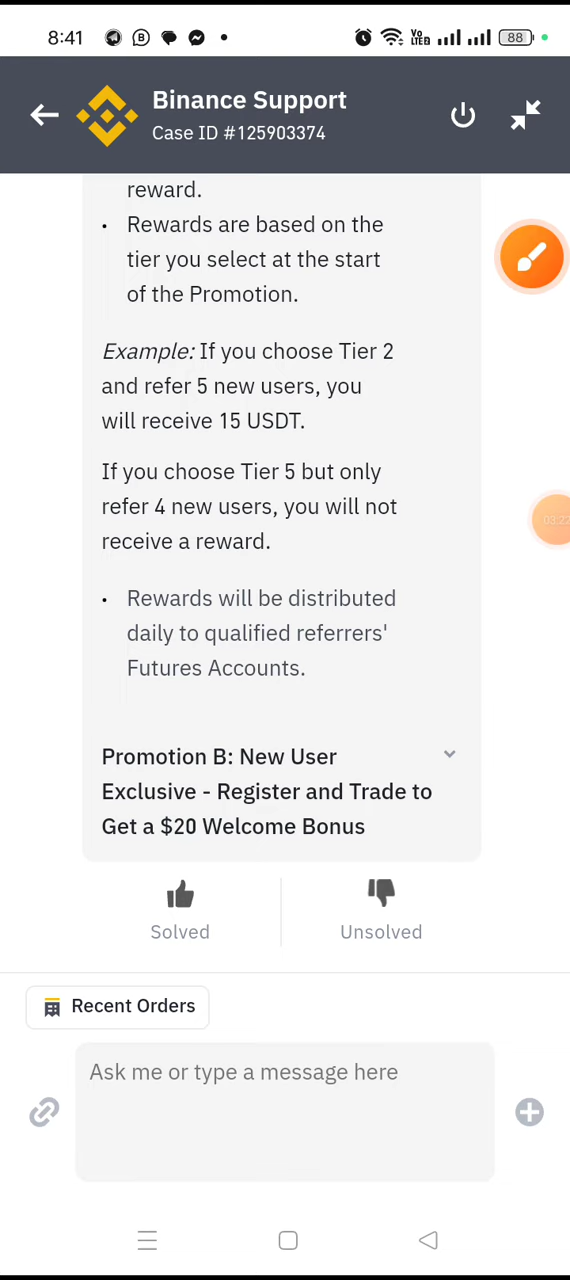 8:41
Vo
LTE2
88
Binance Support
Case ID #125903374
reward.
• Rewards are based on the
tier you select at the start
of the Promotion.
Example: If you choose Tier 2
and refer 5 new users, you
will receive 15 USDT.
If you choose Tier 5 but only
refer 4 new users, you will not
receive a reward.
03:22
• Rewards will be distributed
daily to qualified referrers'
Futures Accounts.
Promotion B: New User
Exclusive - Register and Trade to
Get a $20 Welcome Bonus
Solved
Unsolved
Recent Orders
Ask me or type a message here